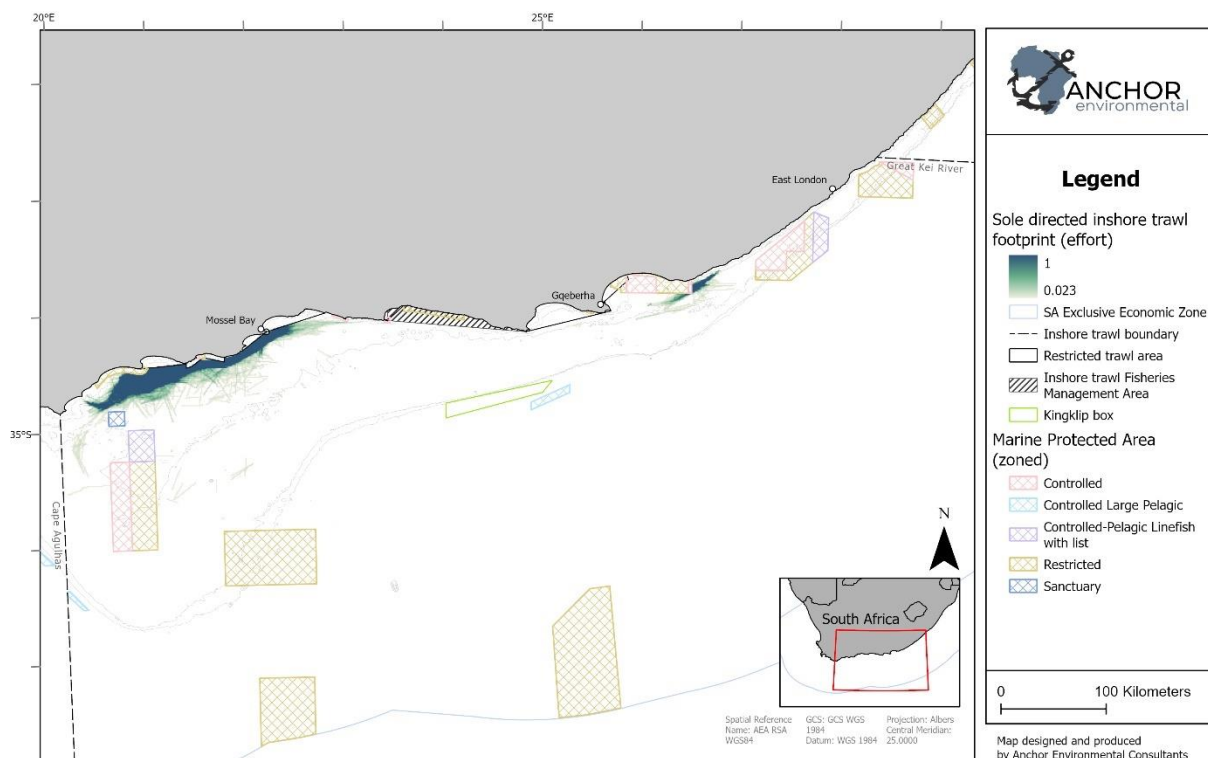 20°E
25°E
35°S
East London
Great Kei River
Gqeberha
Mossel Bay
Cape Agulhas
N
South Africa
Spatial Reference
Name: AEA RSA
WGS84
GCS: GCS WGS
1984
Datum: WGS 1984
Projection: Albers
Central Meridian:
25.0000
ANCHOR
environmental
Legend
Sole directed inshore trawl
footprint (effort)
1
0.023
SA Exclusive Economic Zone
Inshore trawl boundary
Restricted trawl area
Inshore trawl Fisheries
Management Area
Kingklip box
Marine Protected Area
(zoned)
Controlled
Controlled Large Pelagic
Controlled-Pelagic Linefish
with list
Restricted
Sanctuary
0
100 Kilometers
Map designed and produced
by Anchor Environmental Consultants